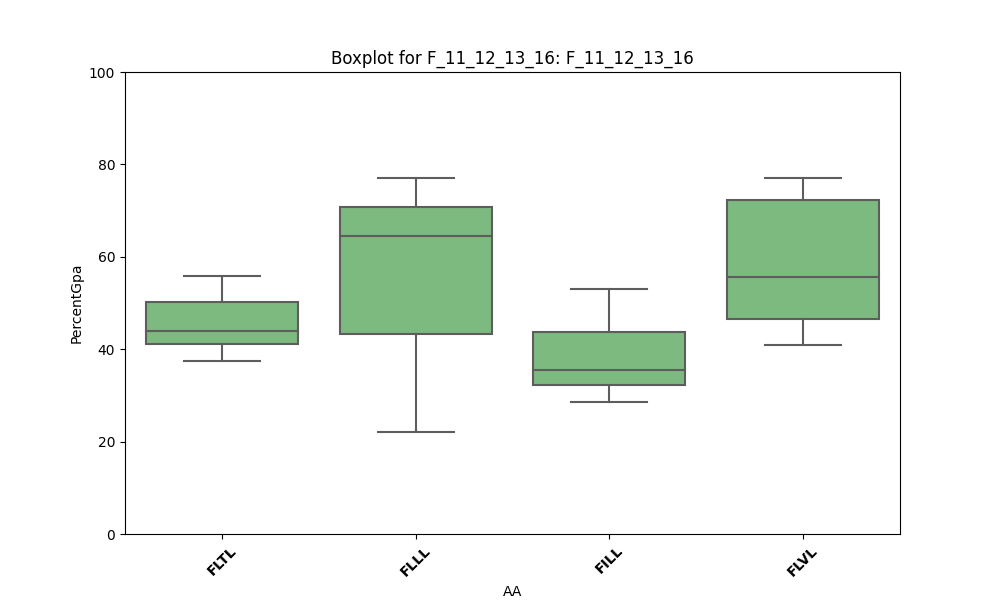 Boxplot for F_11_12_13_16: F_11_12_13_16
100
80
60
40
20
0
PercentGpa
FLTL
FLLL
FILL
FLVL
AA